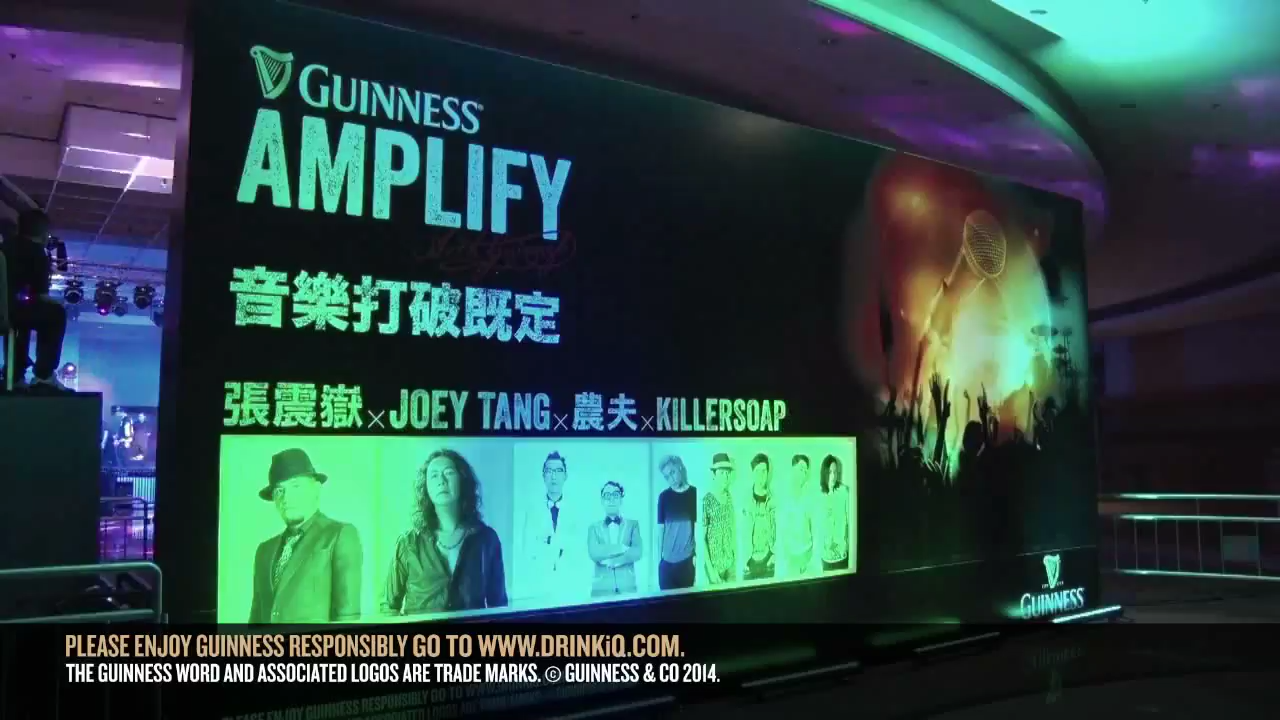 GUINNESS®
AMPLIFY
音樂打破既定
張震嶽×JOEY TANG×農夫×KILLERSOAP
GUINNESS
PLEASE ENJOY GUINNESS RESPONSIBLY GO TO WWW.DRINKiQ.COM.
THE GUINNESS WORD AND ASSOCIATED LOGOS ARE TRADE MARKS. © GUINNESS & CO 2014.